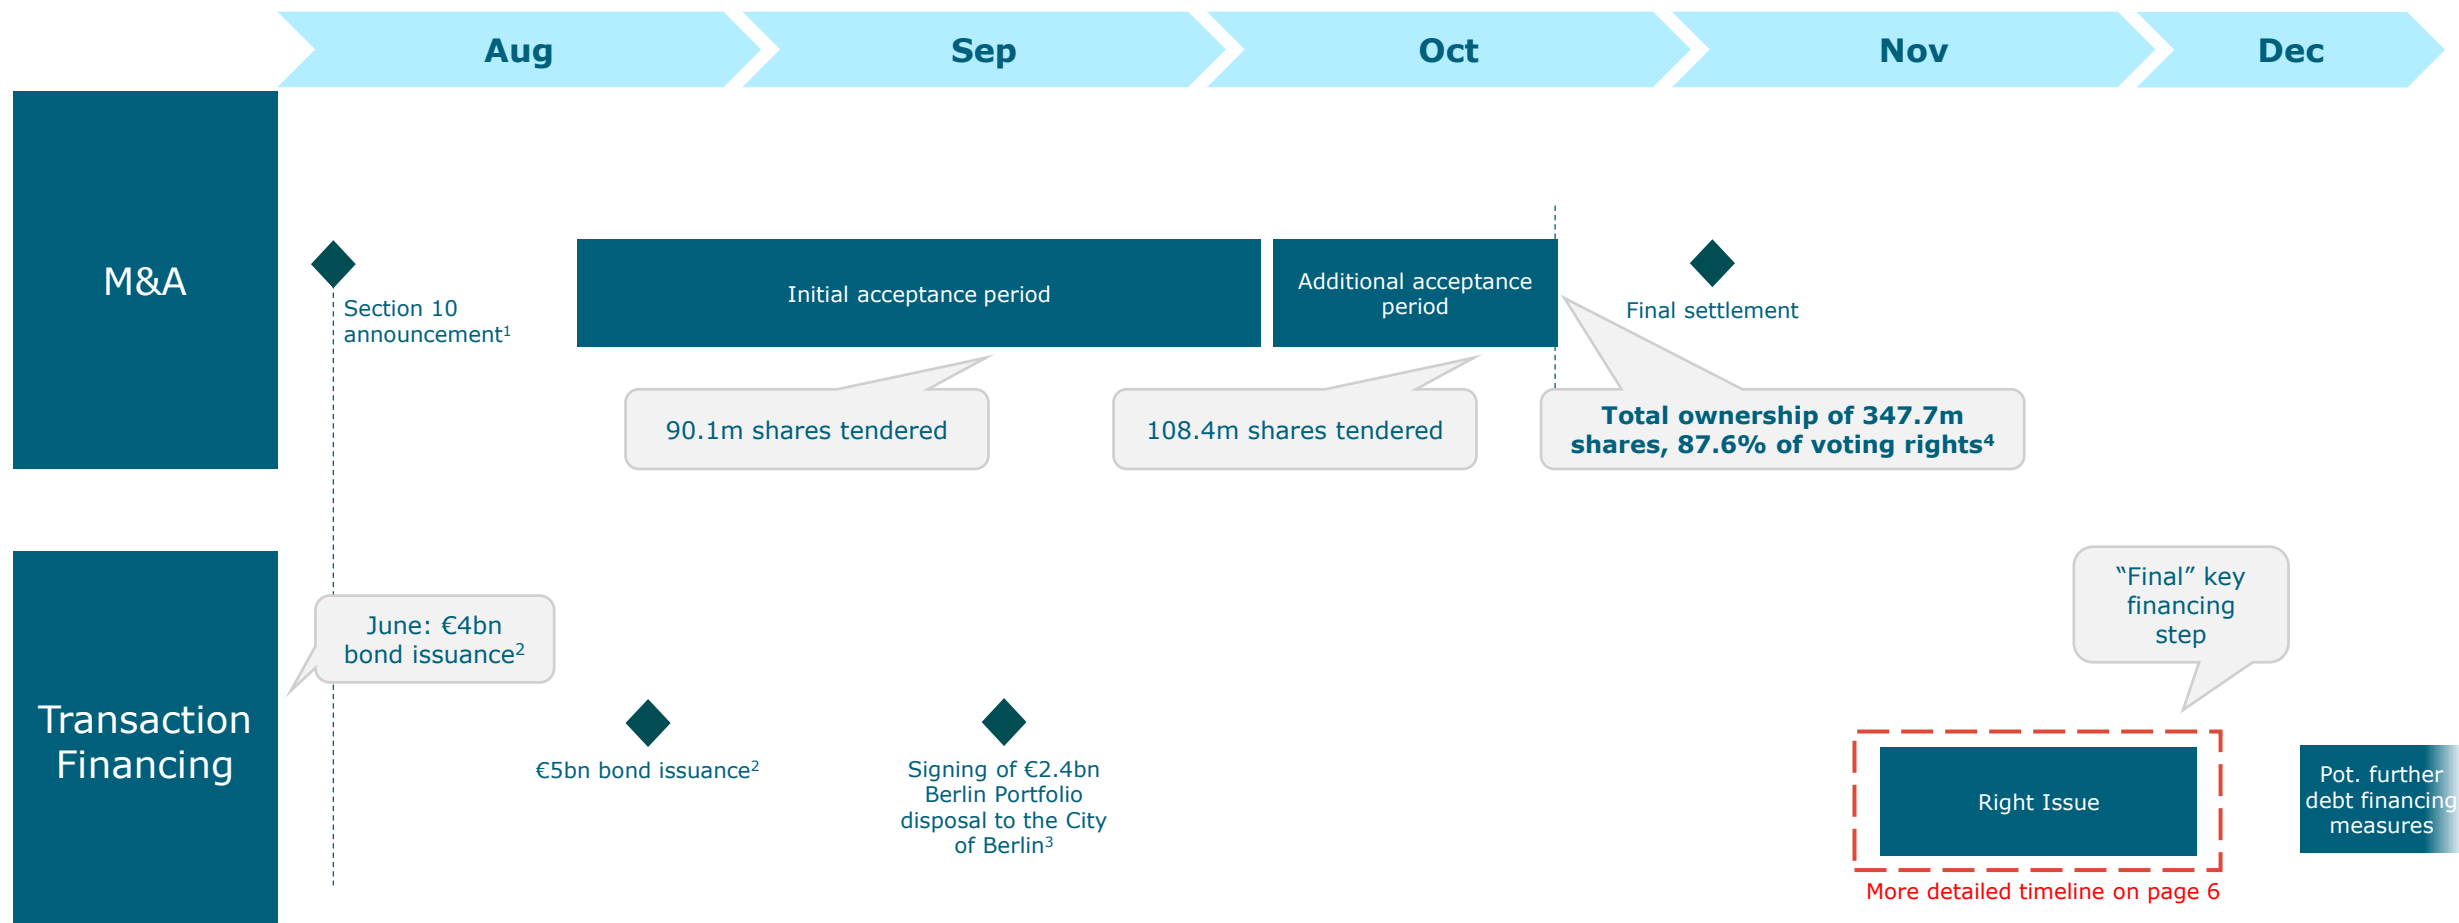 Aug
Sep
Oct
Nov
Dec
M&A
Section 10
announcement¹
Initial acceptance period
Additional acceptance
period
Final settlement
90.1m shares tendered
108.4m shares tendered
Total ownership of 347.7m
shares, 87.6% of voting rights⁴
Transaction
Financing
June: €4bn
bond issuance²
€5bn bond issuance²
Signing of €2.4bn
Berlin Portfolio
disposal to the City
of Berlin³
“Final” key
financing
step
Right Issue
More detailed timeline on page 6
Pot. further
debt financing
measures